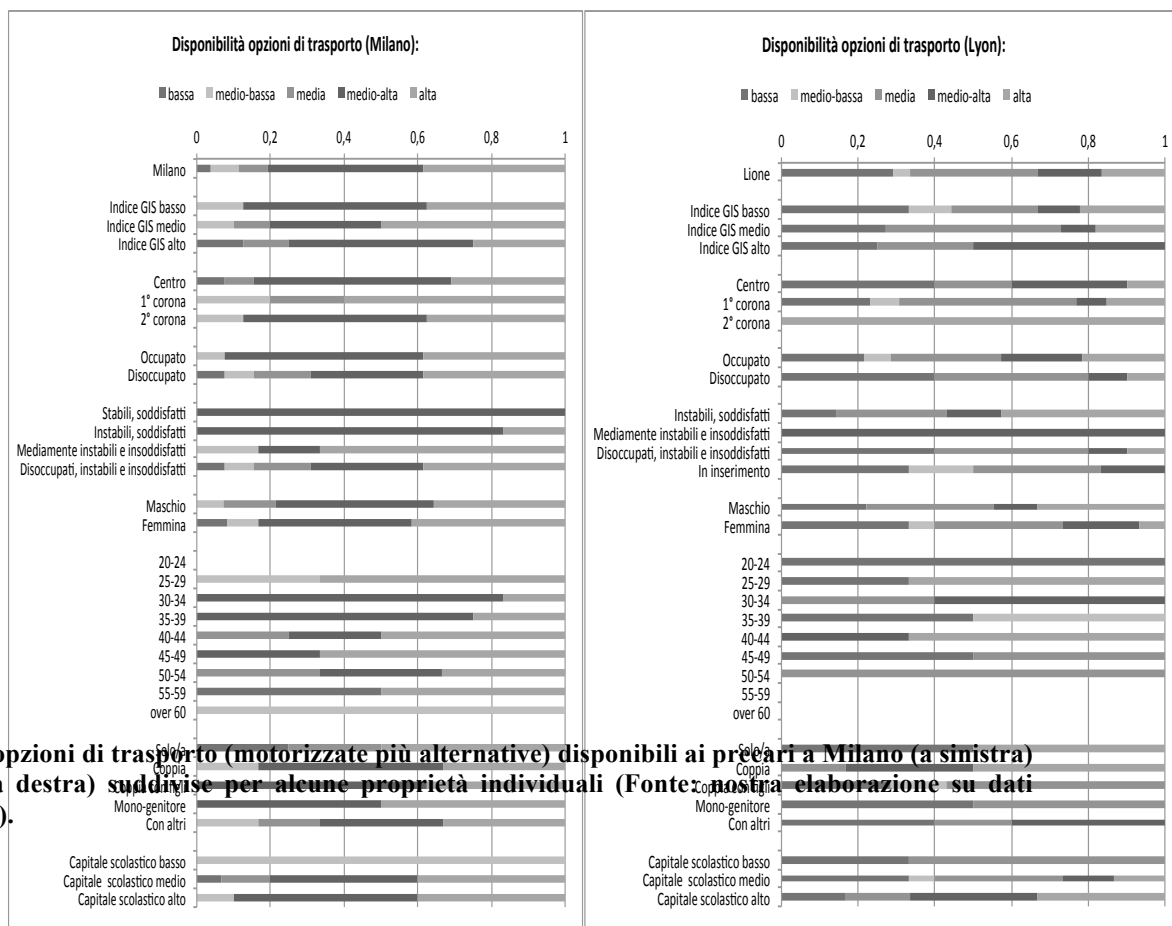 Disponibilità opzioni di trasporto (Milano):
bassa medio-bassa media medio-alta alta
0 0,2 0,4 0,6 0,8 1
Milano
Indice GIS basso
Indice GIS medio
Indice GIS alto
Centro
1° corona
2° corona
Occupato
Disoccupato
Stabili, soddisfatti
Instabili, soddisfatti
Mediamente instabili e insoddisfatti
Disoccupati, instabili e insoddisfatti
Maschio
Femmina
20-24
25-29
30-34
35-39
40-44
45-49
50-54
55-59
over 60
Solo/a
Coppia
Coppia con figli
Mono-genitore
Con altri
Capitale scolastico basso
Capitale scolastico medio
Capitale scolastico alto
Disponibilità opzioni di trasporto (Lyon):
bassa medio-bassa media medio-alta alta
0 0,2 0,4 0,6 0,8 1
Lione
Indice GIS basso
Indice GIS medio
Indice GIS alto
Centro
1° corona
2° corona
Occupato
Disoccupato
Instabili, soddisfatti
Mediamente instabili e insoddisfatti
Disoccupati, instabili e insoddisfatti
In inserimento
Maschio
Femmina
20-24
25-29
30-34
35-39
40-44
45-49
50-54
55-59
over 60
Solo/a
Coppia
Coppia con figli
Mono-genitore
Con altri
Capitale scolastico basso
Capitale scolastico medio
Capitale scolastico alto
opzioni di trasporto (motorizzate più alternative) disponibili ai precari a Milano (a sinistra)
a destra) suddivise per alcune proprietà individuali (Fonte: nostra elaborazione su dati
).